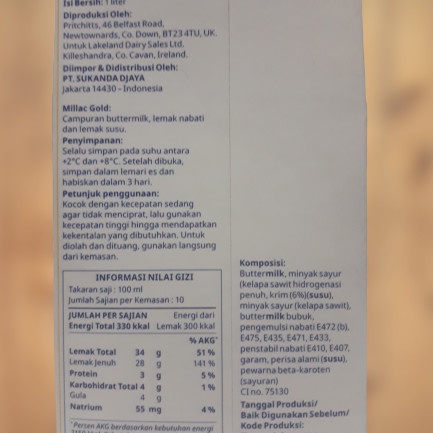 Isi Bersih: 1 liter
Diproduksi Oleh:
Pritchitts, 46 Belfast Road,
Newtownards, Co. Down, BT23 4TU, UK.
Untuk Lakeland Dairy Sales Ltd,
Killeshandra, Co. Cavan, Ireland.
Diimpor & Didistribusi Oleh:
PT. SUKANDA DJAYA
Jakarta 14430 - Indonesia
Millac Gold:
Campuran buttermilk, lemak nabati
dan lemak susu.
Penyimpanan:
Selalu simpan pada suhu antara
+2°C dan +8°C. Setelah dibuka,
simpan dalam lemari es dan
habiskan dalam 3 hari.
Petunjuk penggunaan:
Kocok dengan kecepatan sedang
agar tidak menciprat, lalu gunakan
kecepatan tinggi hingga mendapatkan
kekentalan yang dibutuhkan. Untuk
diolah dan dituang, gunakan langsung
dari kemasan.
INFORMASI NILAI GIZI
Takaran saji : 100 ml
Jumlah Sajian per Kemasan : 10
JUMLAH PER SAJIAN Energi dari
Energi Total 330 kkal Lemak 300 kkal
% AKG*
Lemak Total 34 g 51 %
Lemak Jenuh 28 g 141 %
Protein 3 g 5 %
Karbohidrat Total 4 g 1 %
Gula 4 g
Natrium 55 mg 4 %
*Persen AKG berdasarkan kebutuhan energi
Komposisi:
Buttermilk, minyak sayur
(kelapa sawit hidrogenasi
penuh, krim (6%)(susu),
minyak sayur (kelapa sawit),
buttermilk bubuk,
pengemulsi nabati E472 (b),
E475, E435, E471, E433,
penstabil nabati E410, E407,
garam, perisa alami (susu),
pewarna beta-karoten
(sayuran)
CI no. 75130
Tanggal Produksi/
Baik Digunakan Sebelum/
Kode Produksi: